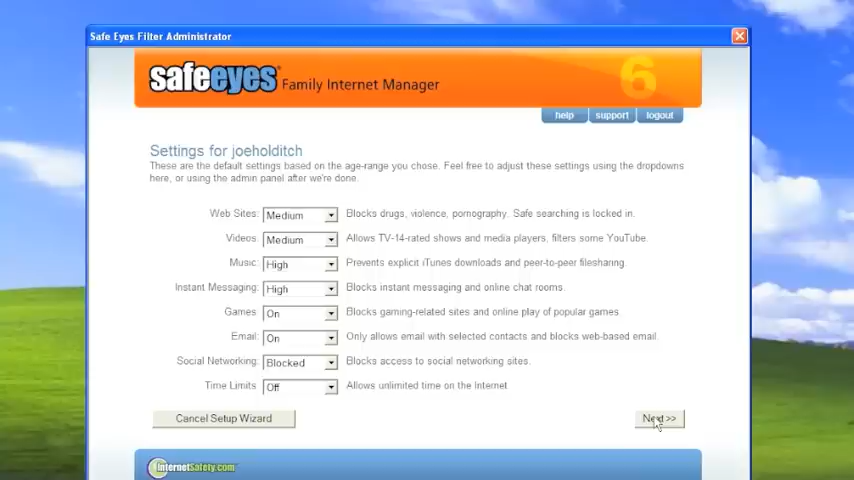 Safe Eyes Filter Administrator
safeeyes Family Internet Manager 6
help support logout
Settings for joeholditch
These are the default settings based on the age-range you chose. Feel free to adjust these settings using the dropdowns
here, or using the admin panel after we're done.
Web Sites: Medium Blocks drugs, violence, pornography. Safe searching is locked in.
Videos: Medium Allows TV-14-rated shows and media players, filters some YouTube.
Music: High Prevents explicit iTunes downloads and peer-to-peer filesharing.
Instant Messaging: High Blocks instant messaging and online chat rooms.
Games: On Blocks gaming-related sites and online play of popular games
Email: On Only allows email with selected contacts and blocks web-based email.
Social Networking: Blocked Blocks access to social networking sites.
Time Limits: Off Allows unlimited time on the Internet
Cancel Setup Wizard Next >>
InternetSafety.com